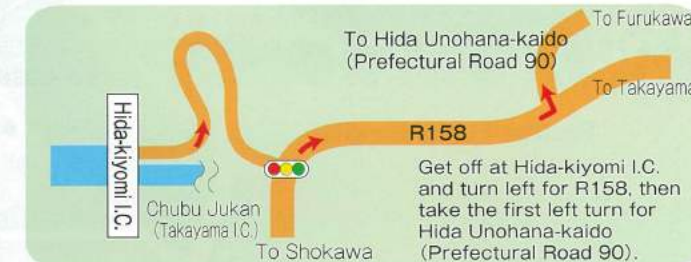 To Furukawa
To Hida Unohana-kaido
(Prefectural Road 90)
To Takayama
Hida-kiyomi I.C.
R158
Chubu Jukan
(Takayama I.C.)
To Shokawa
Get off at Hida-kiyomi I.C.
and turn left for R158, then
take the first left turn for
Hida Unohana-kaido
(Prefectural Road 90).